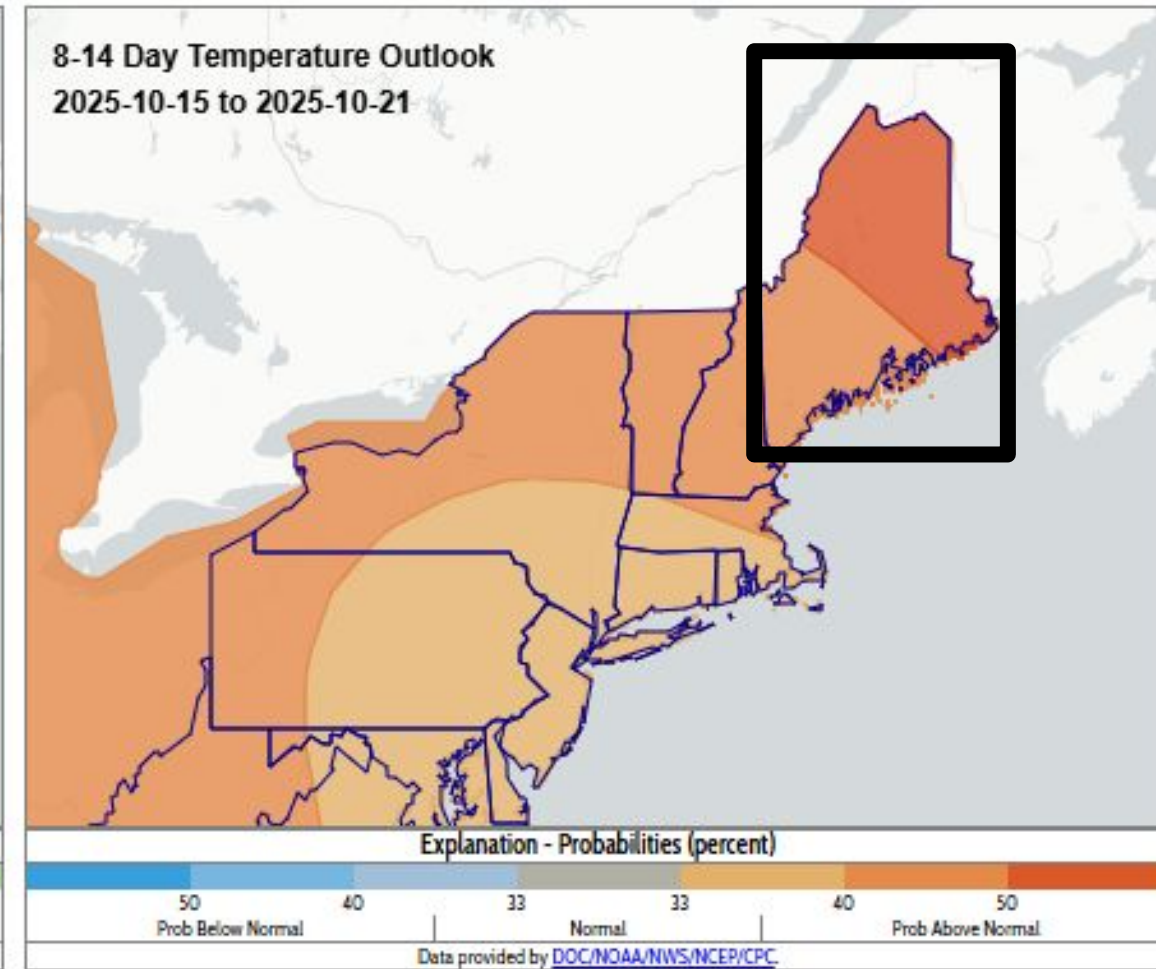 8-14 Day Temperature Outlook
2025-10-15 to 2025-10-21
Explanation - Probabilities (percent)
50 40 33 33 40 50
Prob Below Normal | Normal | Prob Above Normal
Data provided by DOC/NOAA/NWS/NCEP/CPC.